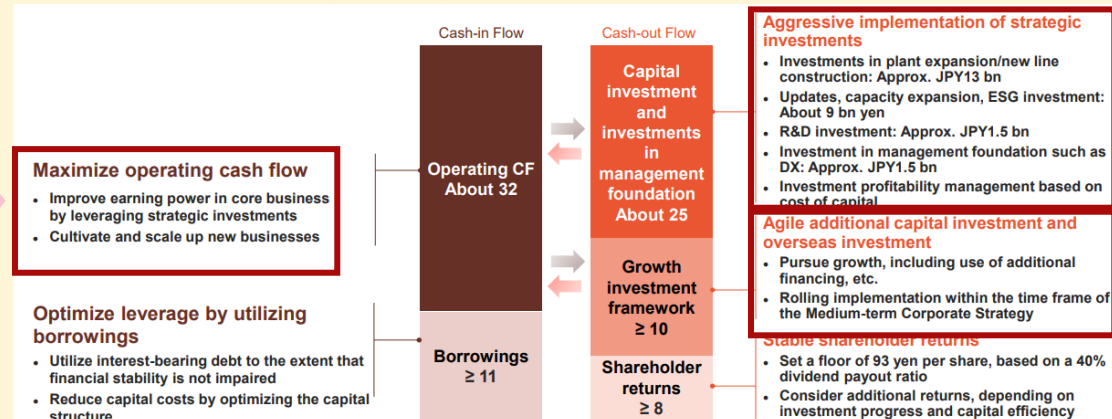 Cash-in Flow
Cash-out Flow
Maximize operating cash flow
• Improve earning power in core business
by leveraging strategic investments
• Cultivate and scale up new businesses
Optimize leverage by utilizing
borrowings
• Utilize interest-bearing debt to the extent that
financial stability is not impaired
• Reduce capital costs by optimizing the capital
structure
Operating CF
About 32
Borrowings
≥ 11
Capital
investment
and
investments
in
management
foundation
About 25
Growth
investment
framework
≥ 10
Shareholder
returns
≥ 8
Aggressive implementation of strategic
investments
• Investments in plant expansion/new line
construction: Approx. JPY13 bn
• Updates, capacity expansion, ESG investment:
About 9 bn yen
• R&D investment: Approx. JPY1.5 bn
• Investment in management foundation such as
DX: Approx. JPY1.5 bn
• Investment profitability management based on
cost of capital
Agile additional capital investment and
overseas investment
• Pursue growth, including use of additional
financing, etc.
• Rolling implementation within the time frame of
the Medium-term Corporate Strategy
Stable shareholder returns
• Set a floor of 93 yen per share, based on a 40%
dividend payout ratio
• Consider additional returns, depending on
investment progress and capital efficiency